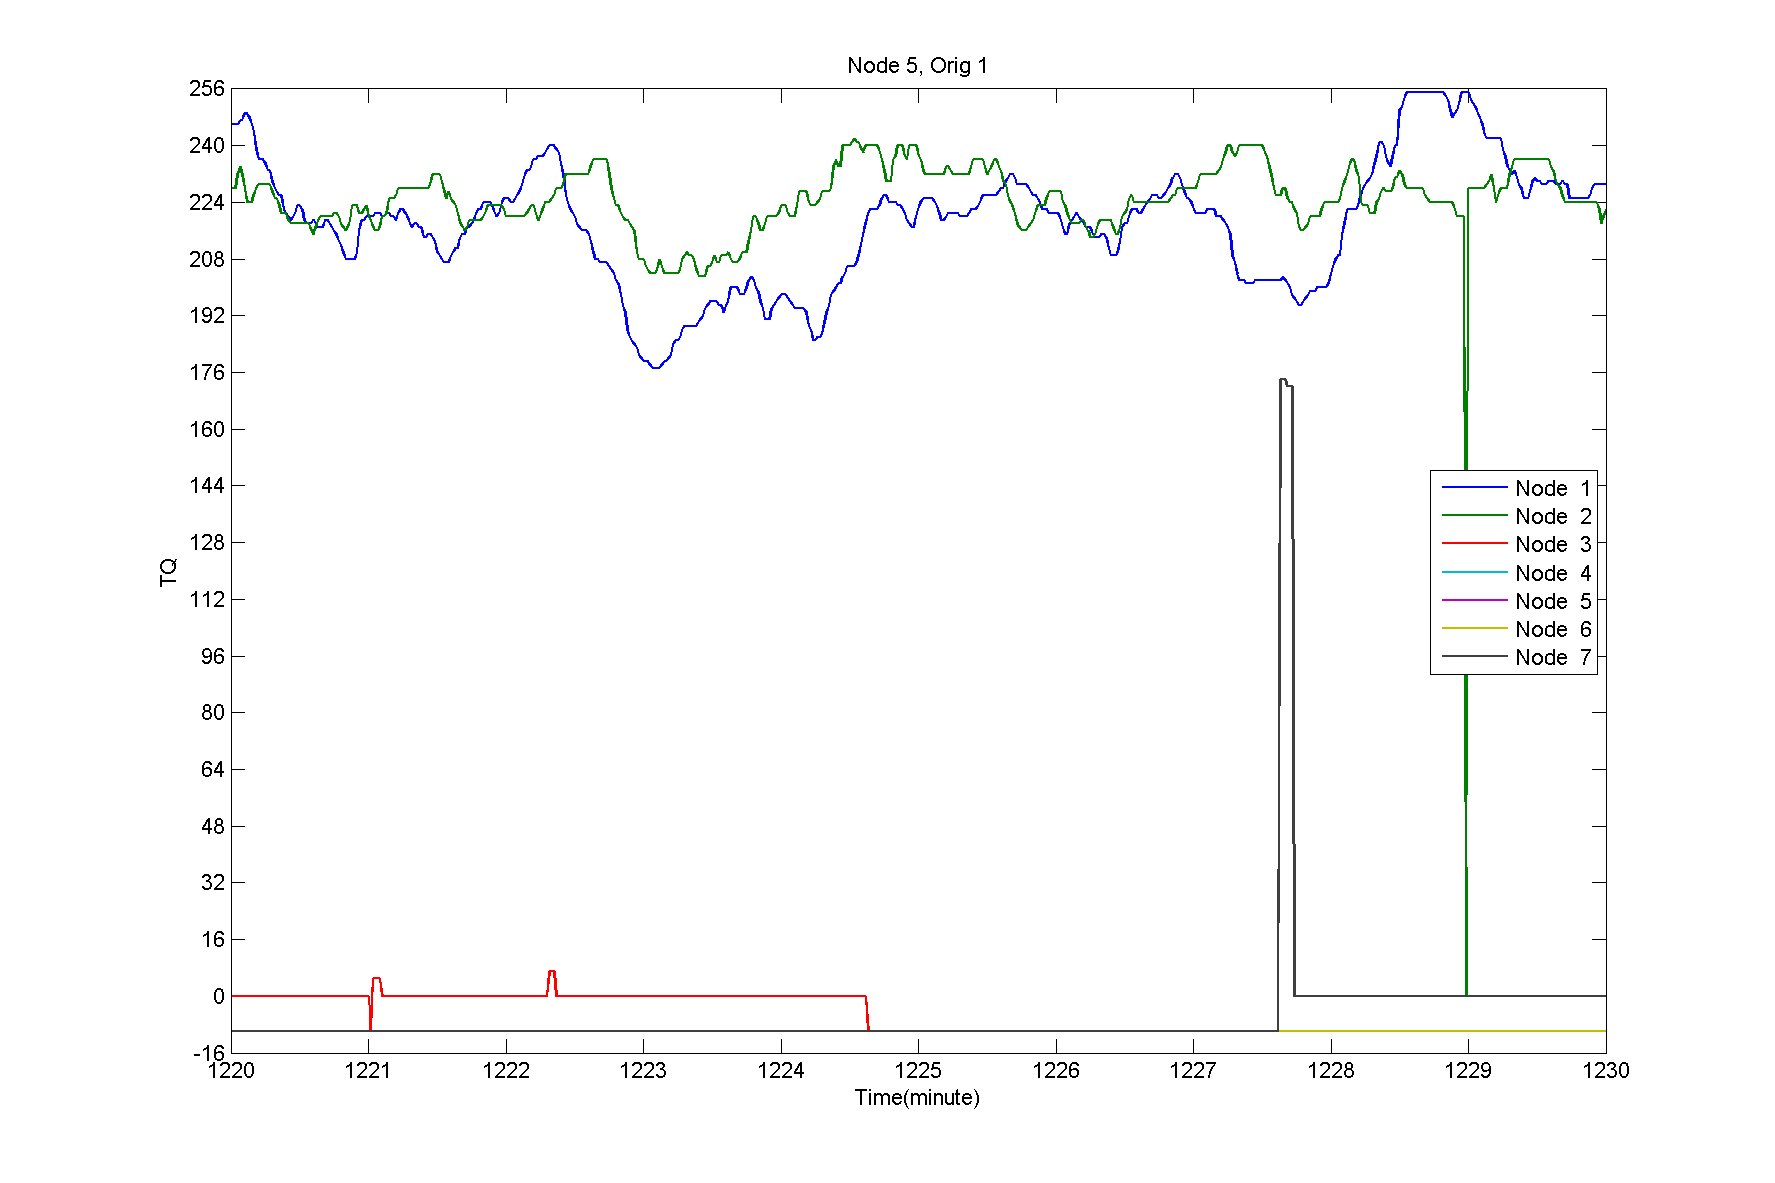 Node 5, Orig 1
256
240
224
208
192
176
160
144
128
112
96
80
64
48
32
16
0
-16
TQ
Node 1
Node 2
Node 3
Node 4
Node 5
Node 6
Node 7
1220 1221 1222 1223 1224 1225 1226 1227 1228 1229 1230
Time(minute)